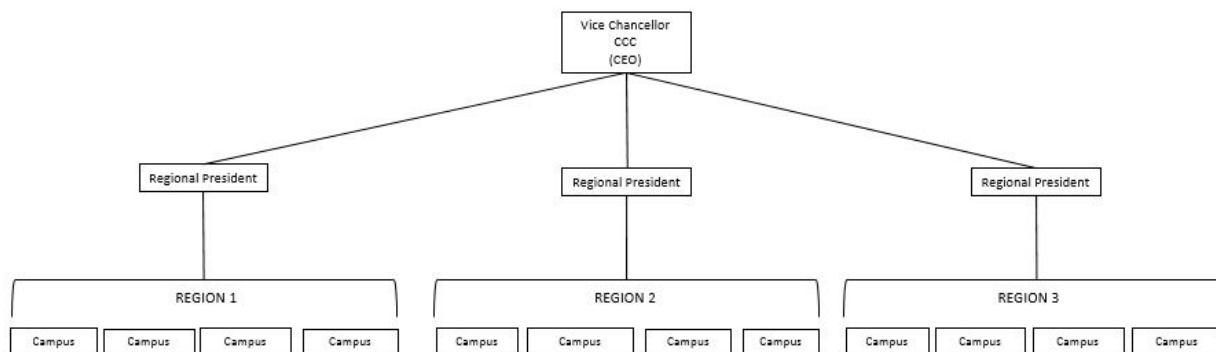 Vice Chancellor
CCC
(CEO)
Regional President
Regional President
Regional President
REGION 1
REGION 2
REGION 3
Campus
Campus
Campus
Campus
Campus
Campus
Campus
Campus
Campus
Campus
Campus
Campus